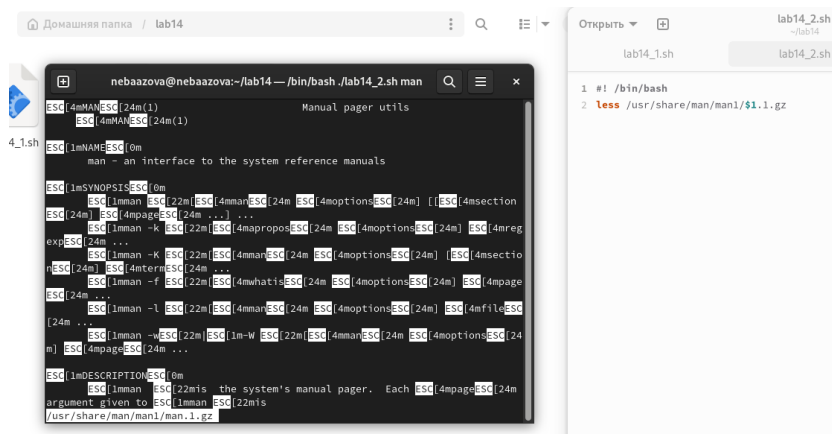 Домашняя папка / lab14
4_1.sh
nebaazova@nebaazova:~/lab14 — /bin/bash ./lab14_2.sh man
ESC[4mMANESC[24m(1) Manual pager utils
ESC[4mMANESC[24m(1)
ESC[1mNAMEESC[0m
man - an interface to the system reference manuals
ESC[1mSYNOPSISESC[0m
ESC[1mman ESC[22m[ESC[4mmanESC[24m ESC[4moptionsESC[24m] [[ESC[4msection
ESC[24m] ESC[4mpageESC[24m ...] ...
ESC[1mman -k ESC[22m[ESC[4maproposESC[24m ESC[4moptionsESC[24m] ESC[4mreg
expESC[24m ...
ESC[1mman -K ESC[22m[ESC[4mmanESC[24m ESC[4moptionsESC[24m] [ESC[4msectio
nESC[24m] ESC[4mtermESC[24m ...
ESC[1mman -f ESC[22m[ESC[4mwhatisESC[24m ESC[4moptionsESC[24m] ESC[4mpage
ESC[24m ...
ESC[1mman -l ESC[22m[ESC[4mmanESC[24m ESC[4moptionsESC[24m] ESC[4mfileESC
[24m ...
ESC[1mman -wESC[22m|ESC[1m-W ESC[22m[ESC[4mmanESC[24m ESC[4moptionsESC[24
m] ESC[4mpageESC[24m ...
ESC[1mDESCRIPTIONESC[0m
ESC[1mman ESC[22mis the system's manual pager. Each ESC[4mpageESC[24m
argument given to ESC[1mman ESC[22mis
/usr/share/man/man1/man.1.gz
Открыть
lab14_2.sh
~/lab14
lab14_1.sh lab14_2.sh
1 #! /bin/bash
2 less /usr/share/man/man1/$1.1.gz